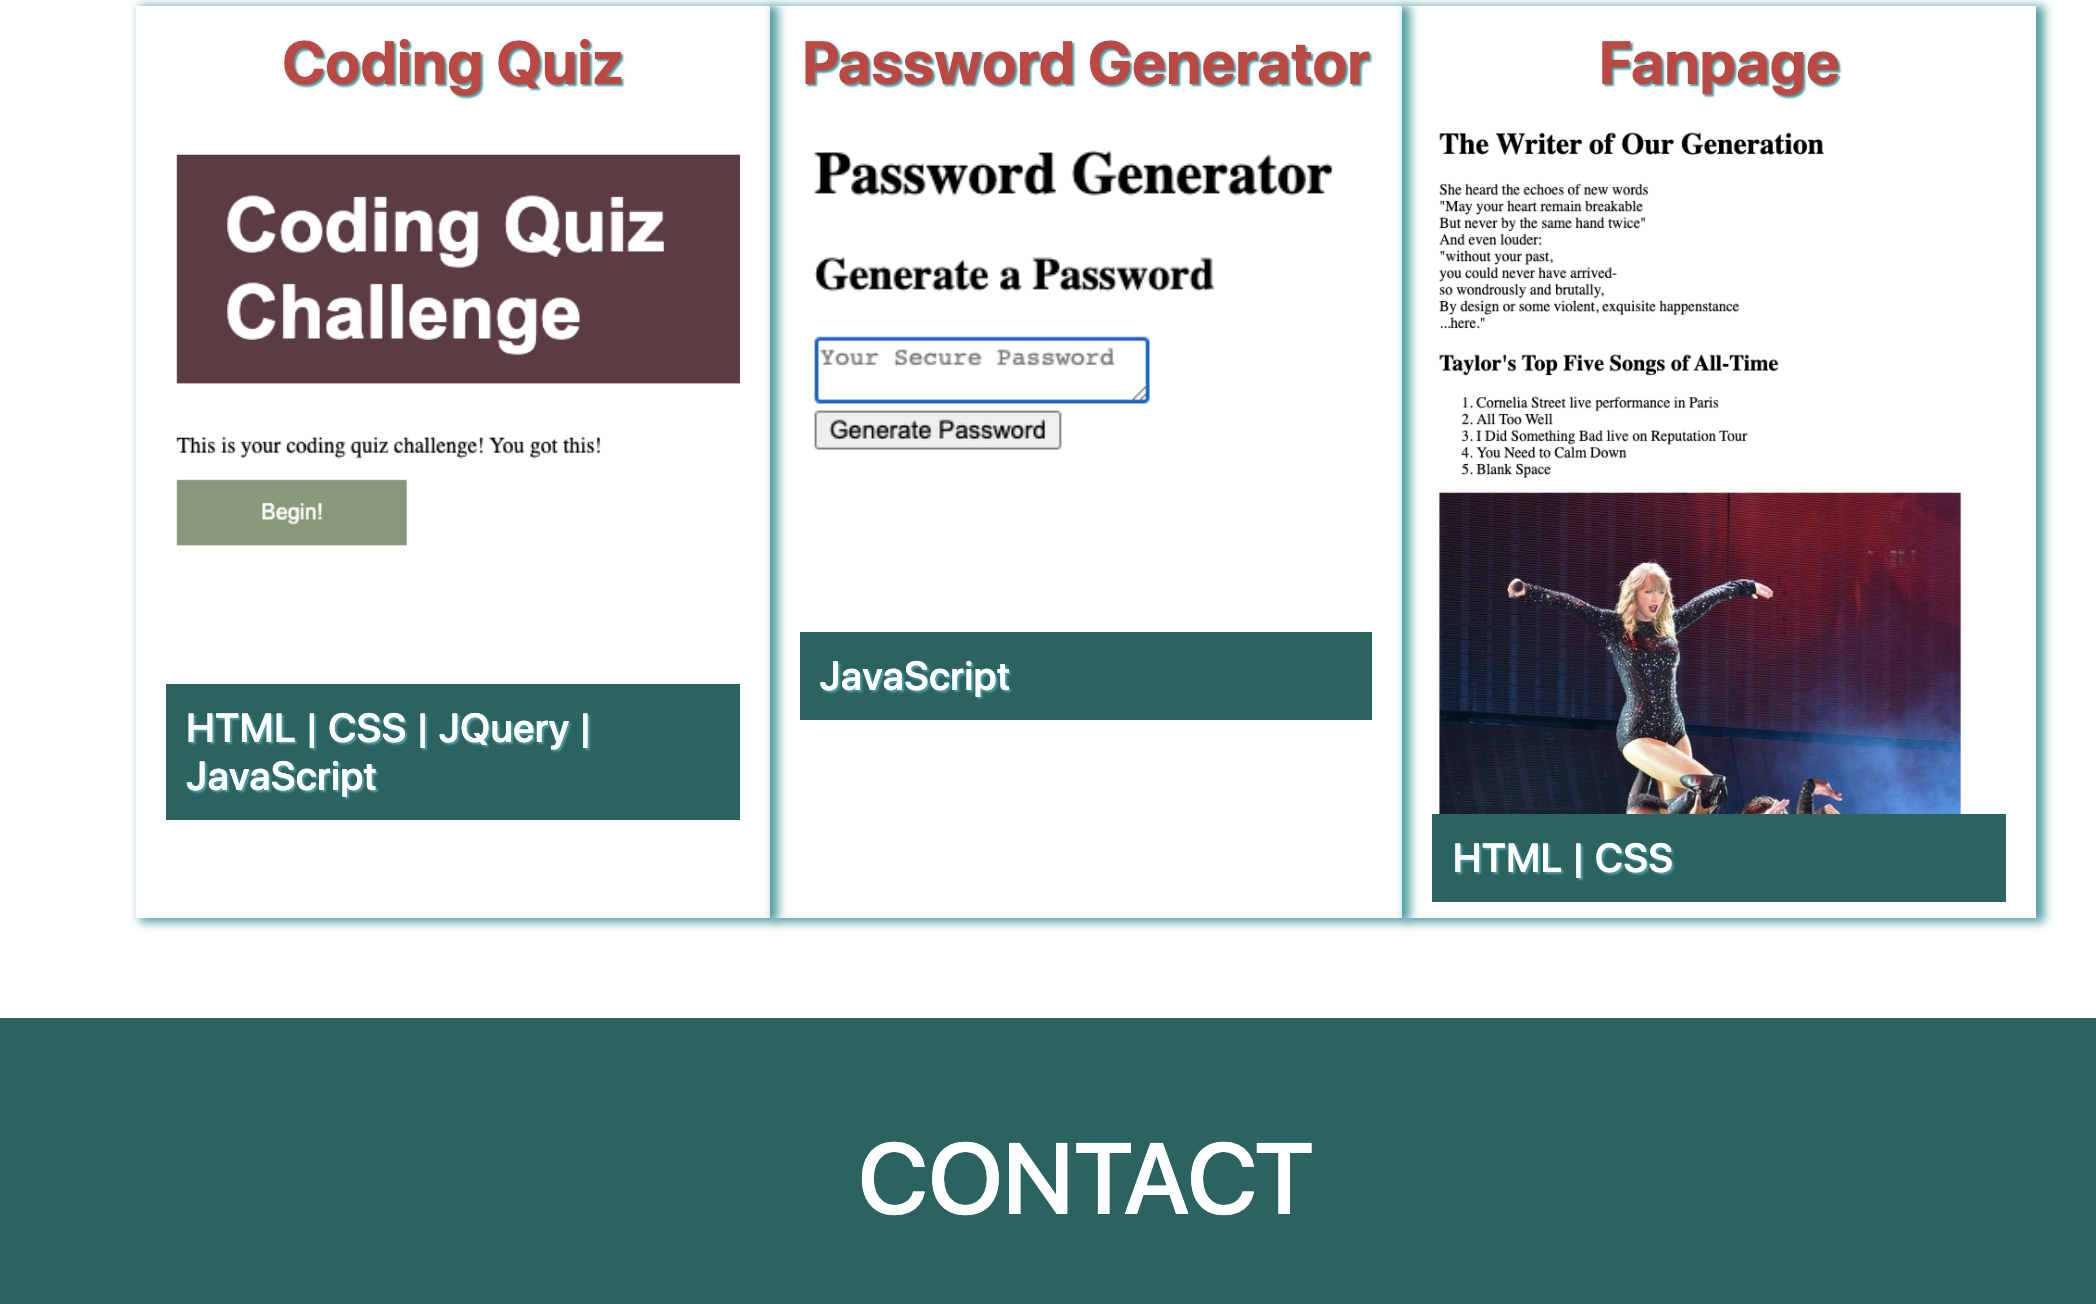 Coding Quiz
Coding Quiz
Challenge
This is your coding quiz challenge! You got this!
Begin!
HTML | CSS | JQuery |
JavaScript
Password Generator
Password Generator
Generate a Password
Your Secure Password
Generate Password
JavaScript
Fanpage
The Writer of Our Generation
She heard the echoes of new words
"May your heart remain breakable
But never by the same hand twice"
And even louder:
"without your past,
you could never have arrived-
so wondrously and brutally,
By design or some violent, exquisite happenstance
...here."
Taylor's Top Five Songs of All-Time
1. Cornelia Street live performance in Paris
2. All Too Well
3. I Did Something Bad live on Reputation Tour
4. You Need to Calm Down
5. Blank Space
HTML | CSS
CONTACT